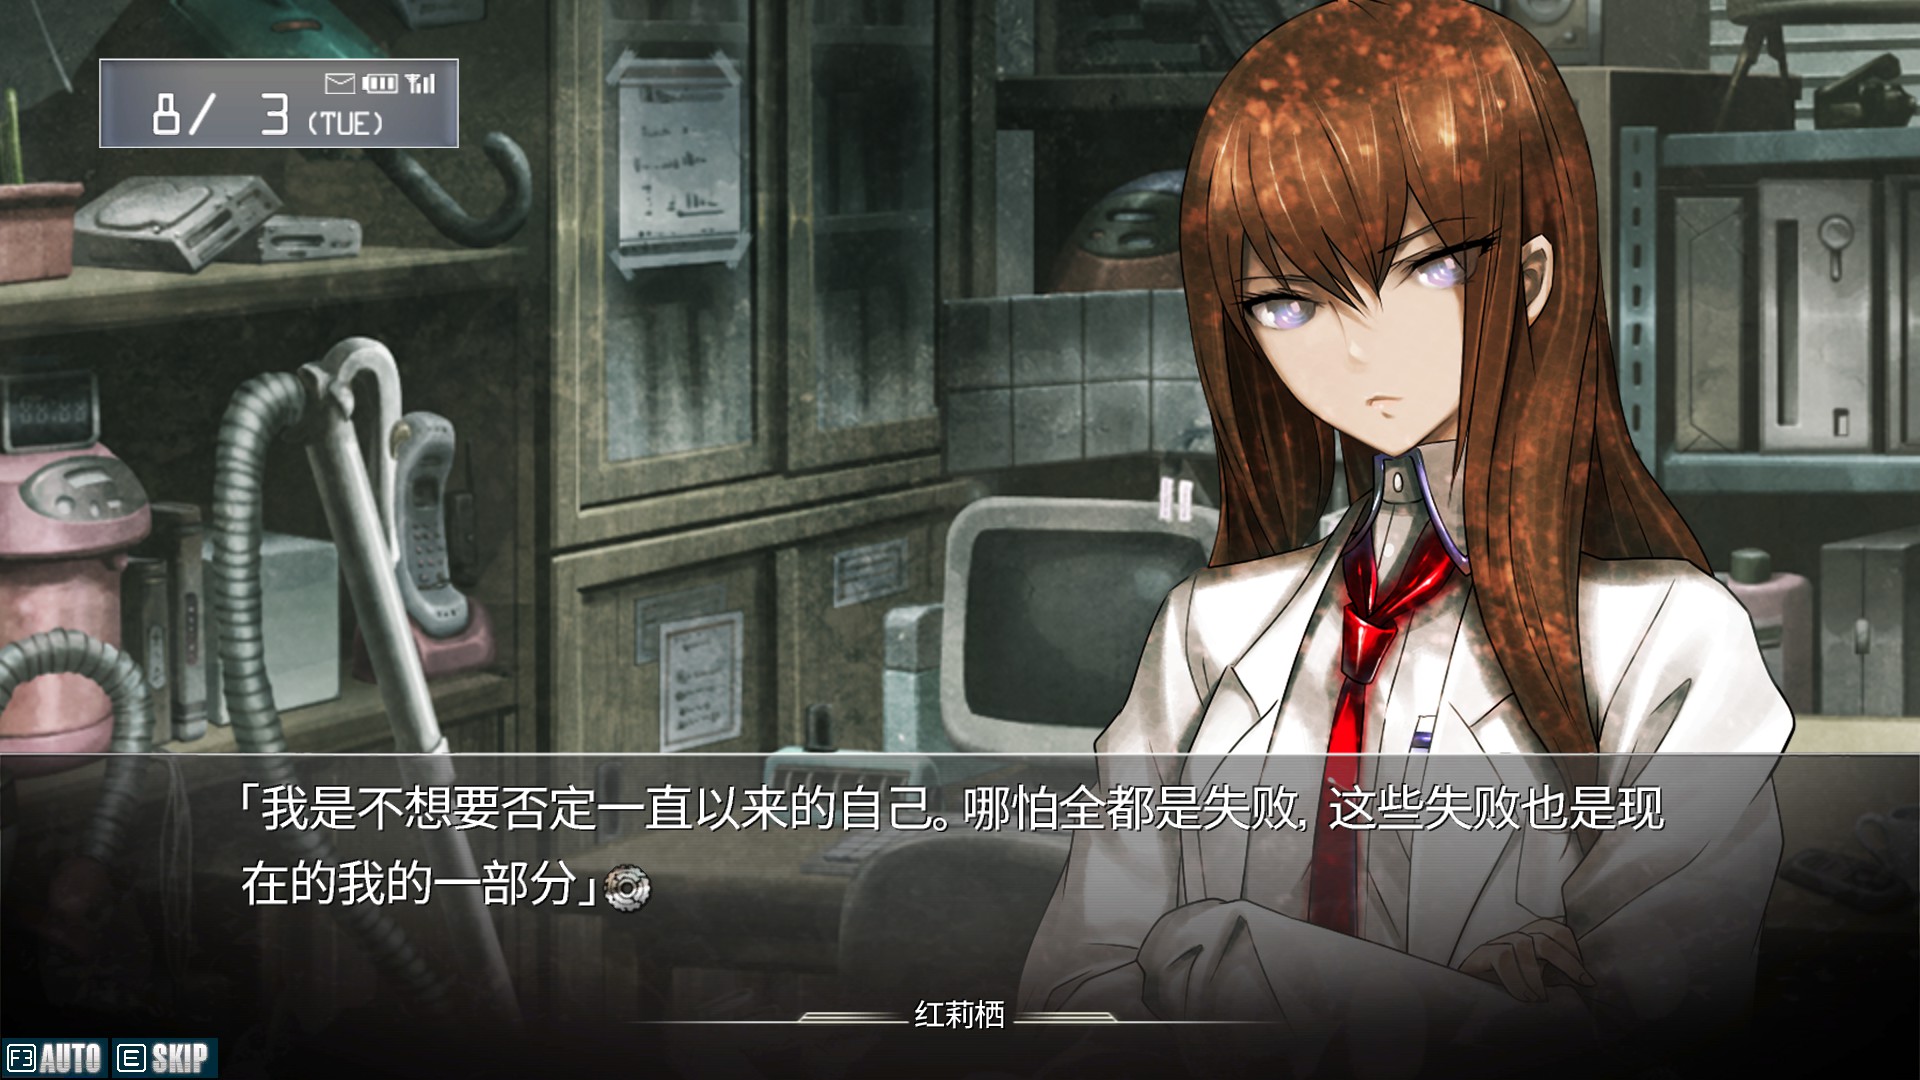 8/ 3 (TUE)
「我是不想要否定一直以来的自己。哪怕全都是失败, 这些失败也是现
在的我的一部分」
红莉栖
F3 AUTO E SKIP